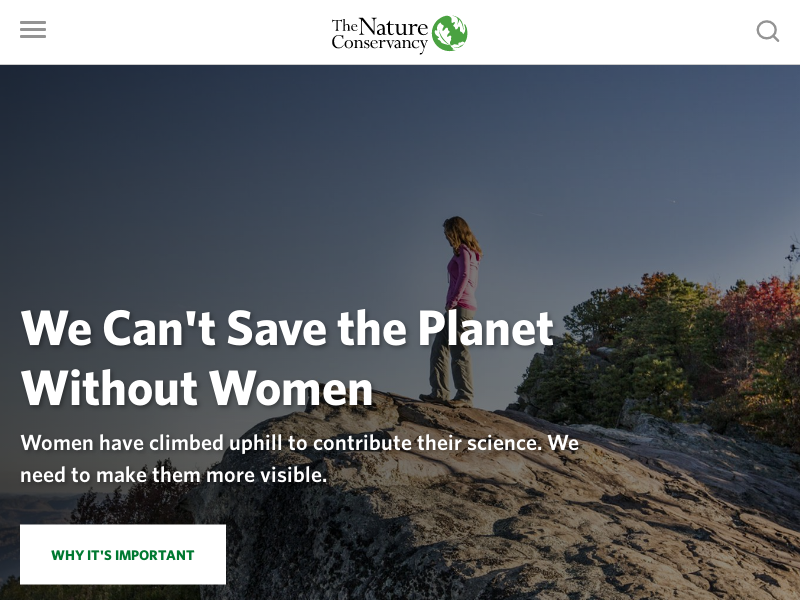 The Nature
Conservancy
We Can't Save the Planet
Without Women
Women have climbed uphill to contribute their science. We
need to make them more visible.
WHY IT'S IMPORTANT